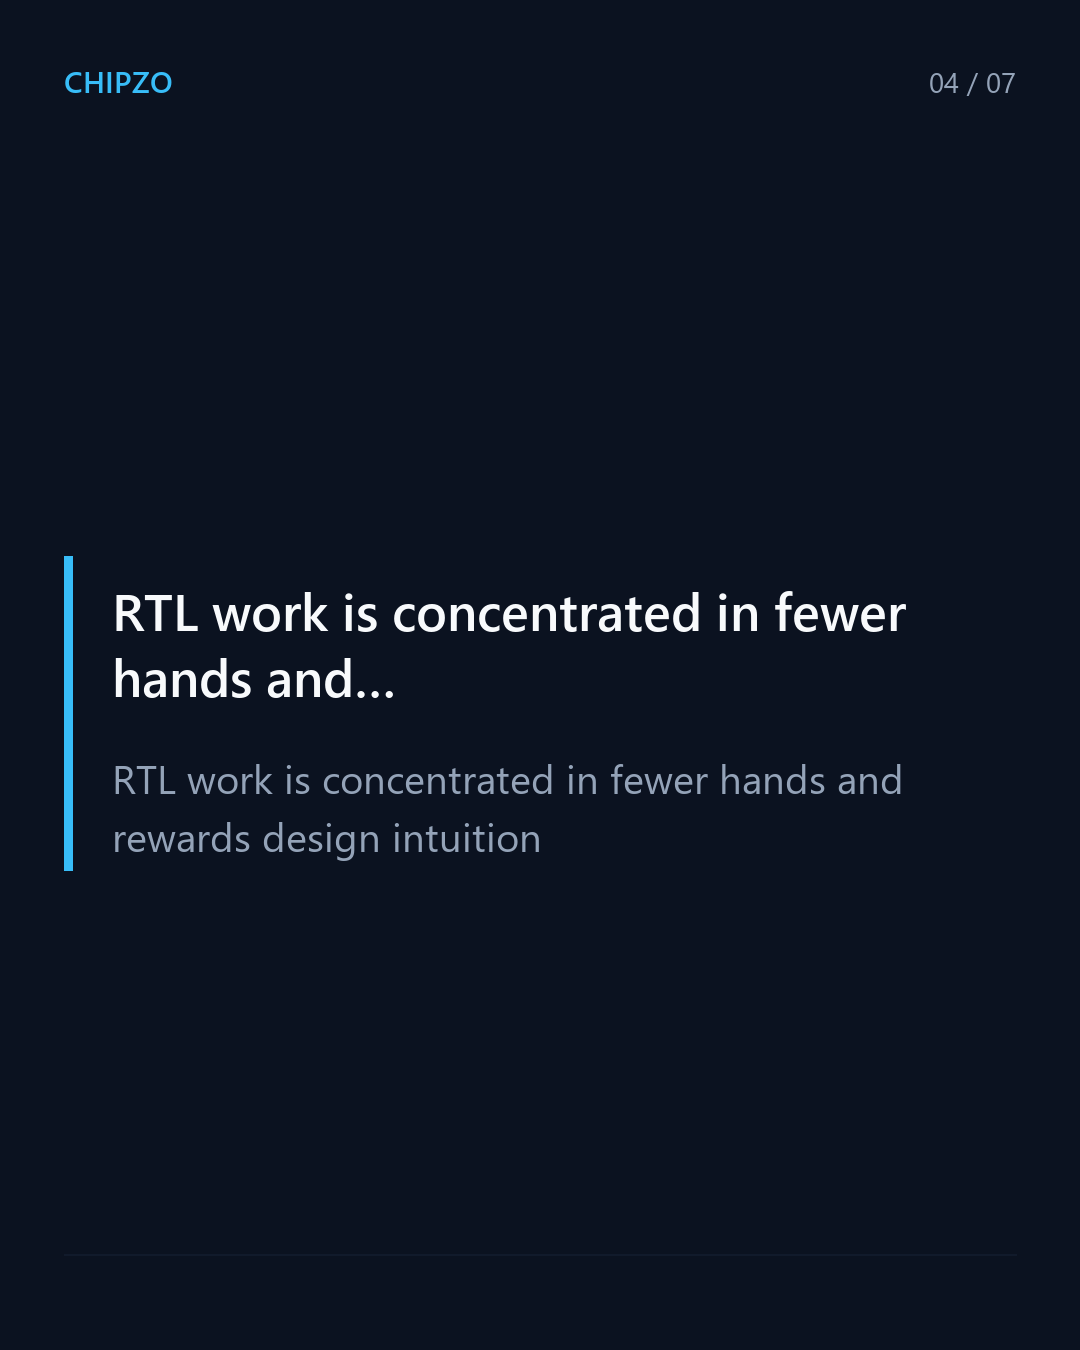 CHIPZO
04 / 07
RTL work is concentrated in fewer
hands and...
RTL work is concentrated in fewer hands and
rewards design intuition